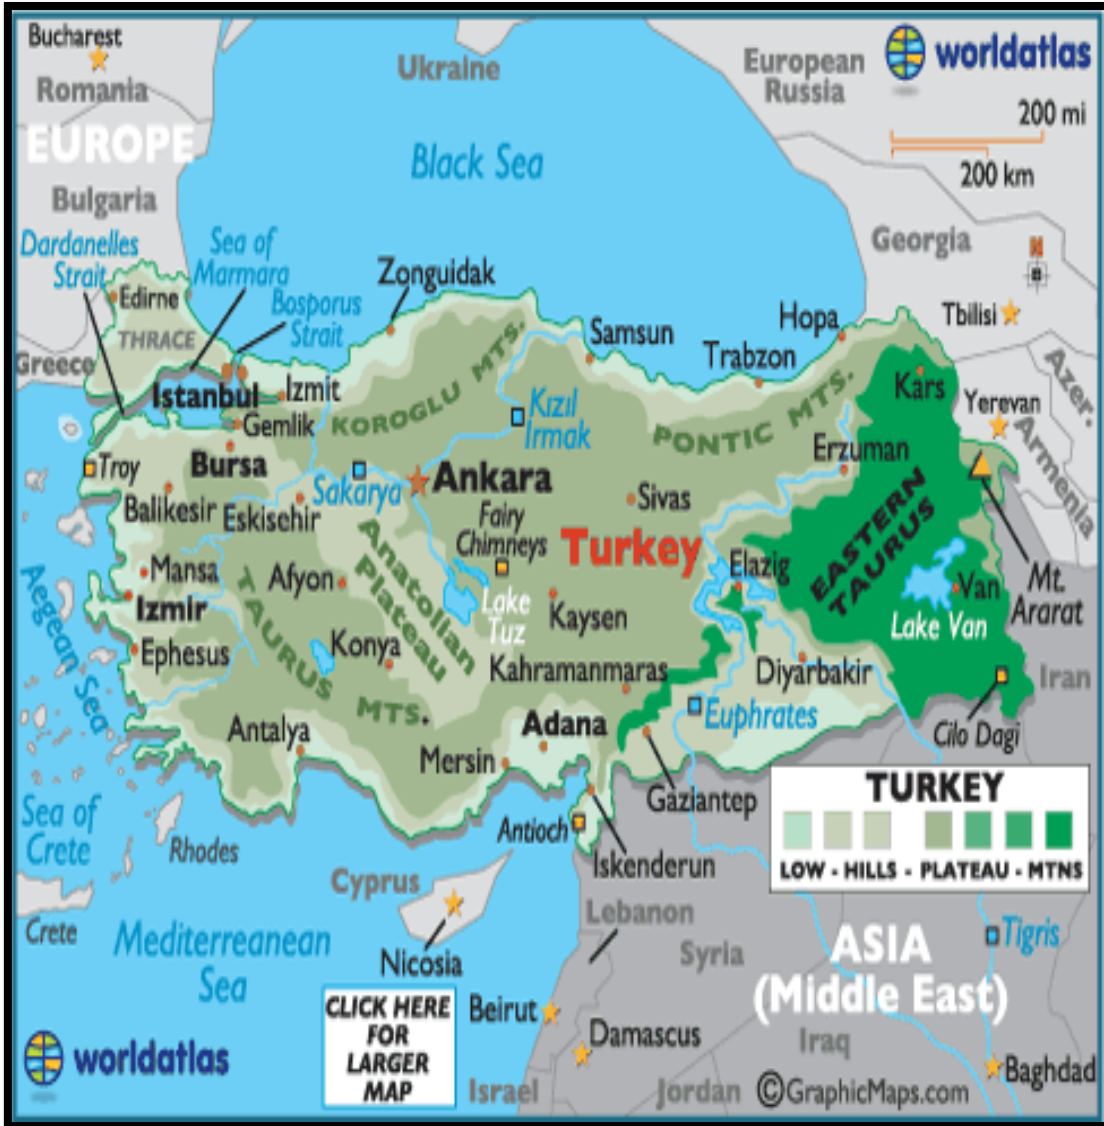 Bucharest
Romania
Ukraine
European
Russia
worldatlas
200 mi
200 km
EUROPE
Black Sea
Bulgaria
Georgia
N
Dardanelles
Strait
Sea of
Marmara
Bosporus
Strait
Zonguidak
Edirne
THRACE
Greece
Istanbul
Izmit
Gemlik
KOROGLU MTS.
Samsun
Hopa
Trabzon
Tbilisi
Kars
Azer.
Yerevan
Armenia
Kızıl
Irmak
PONTIC MTS.
Erzuman
Troy
Bursa
Sakarya
Ankara
Balikesir
Eskisehir
Fairy
Chimneys
Sivas
Turkey
EASTERN
TAURUS
Anatolian
Plateau
Elazig
Mansa
Afyon
TAURUS MTS.
Lake
Tuz
Kaysen
Van
Lake Van
Mt.
Ararat
Aegean Sea
Izmir
Ephesus
Konya
Kahramanmaras
Diyarbakir
Iran
Euphrates
Cilo Dagi
Antalya
Adana
Mersin
Gaziantep
TURKEY
LOW - HILLS - PLATEAU - MTNS
Sea of
Crete
Rhodes
Antioch
Iskenderun
Cyprus
Nicosia
Lebanon
Crete
Mediterreanean
Sea
Syria
ASIA
(Middle East)
Tigris
CLICK HERE
FOR
LARGER
MAP
Beirut
Damascus
Iraq
worldatlas
Israel
Jordan
Baghdad
©GraphicMaps.com